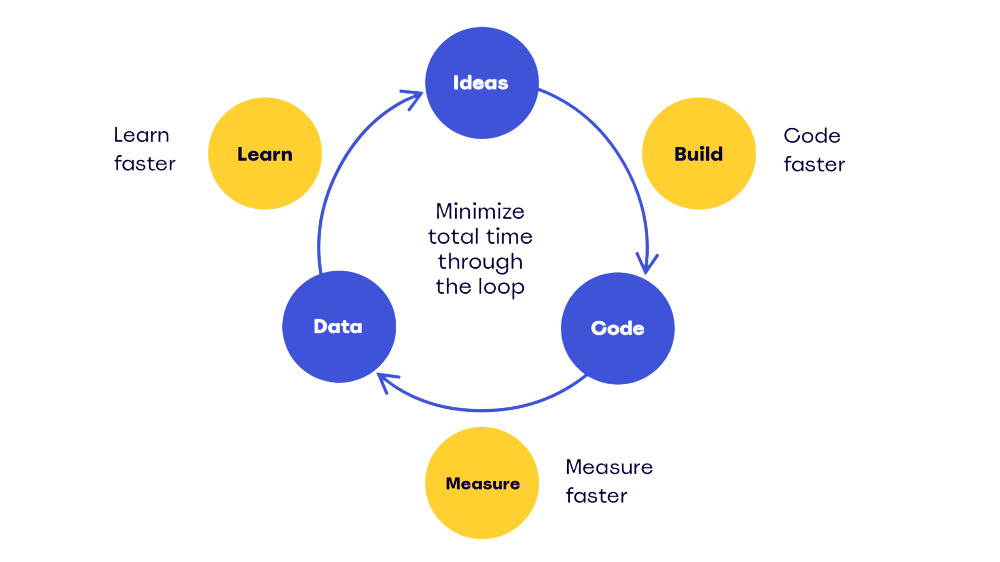 Ideas
Learn
faster
Learn
Build
Code
faster
Minimize
total time
through
the loop
Data
Code
Measure
Measure
faster